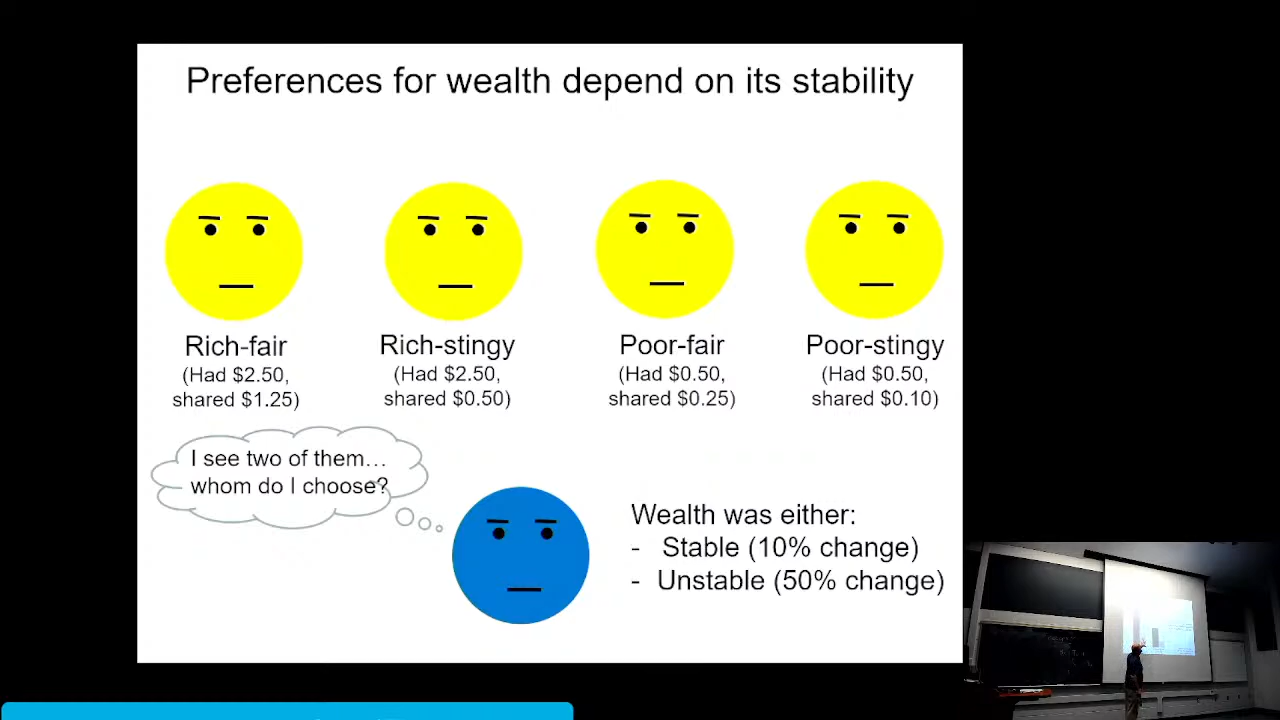 Preferences for wealth depend on its stability
Rich-fair
(Had $2.50,
shared $1.25)
Rich-stingy
(Had $2.50,
shared $0.50)
Poor-fair
(Had $0.50,
shared $0.25)
Poor-stingy
(Had $0.50,
shared $0.10)
I see two of them…
whom do I choose?
Wealth was either:
- Stable (10% change)
- Unstable (50% change)